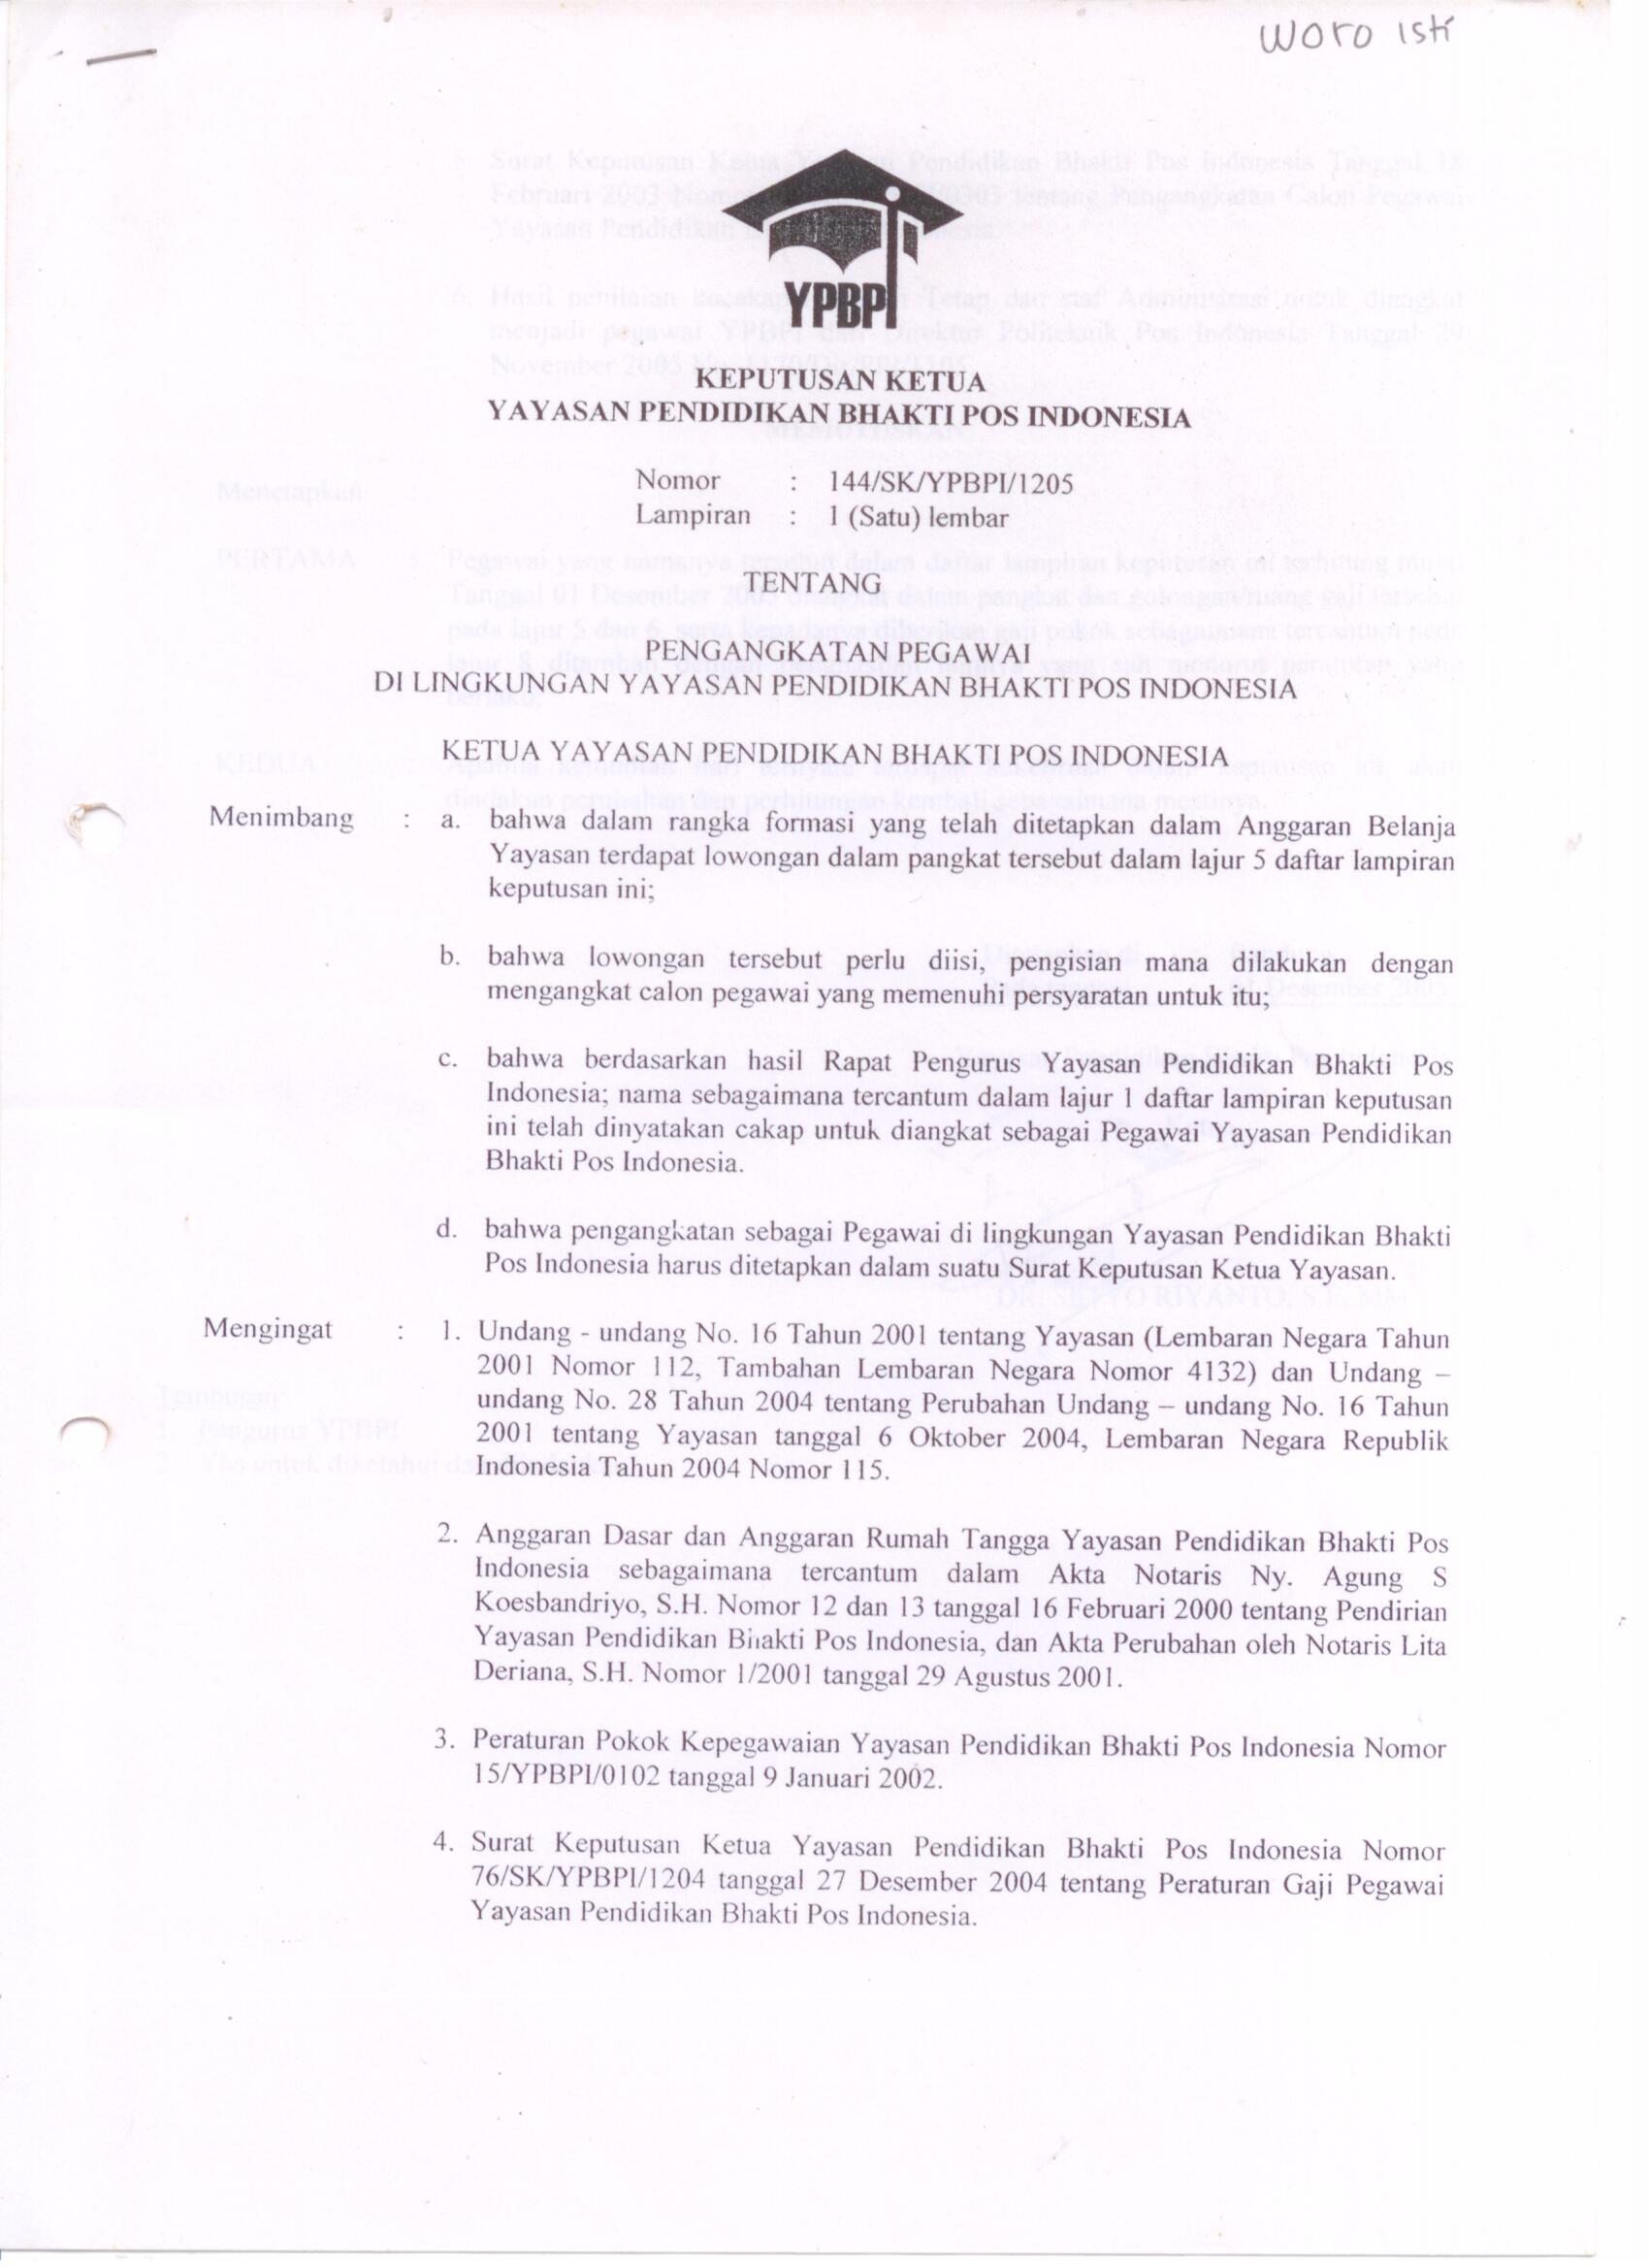 woro isti
YPBPI
KEPUTUSAN KETUA
YAYASAN PENDIDIKAN BHAKTI POS INDONESIA
Nomor : 144/SK/YPBPI/1205
Lampiran : 1 (Satu) lembar
TENTANG
PENGANGKATAN PEGAWAI
DI LINGKUNGAN YAYASAN PENDIDIKAN BHAKTI POS INDONESIA
KETUA YAYASAN PENDIDIKAN BHAKTI POS INDONESIA
Menimbang : a. bahwa dalam rangka formasi yang telah ditetapkan dalam Anggaran Belanja
Yayasan terdapat lowongan dalam pangkat tersebut dalam lajur 5 daftar lampiran
keputusan ini;
b. bahwa lowongan tersebut perlu diisi, pengisian mana dilakukan dengan
mengangkat calon pegawai yang memenuhi persyaratan untuk itu;
c. bahwa berdasarkan hasil Rapat Pengurus Yayasan Pendidikan Bhakti Pos
Indonesia; nama sebagaimana tercantum dalam lajur 1 daftar lampiran keputusan
ini telah dinyatakan cakap untuk diangkat sebagai Pegawai Yayasan Pendidikan
Bhakti Pos Indonesia.
d. bahwa pengangkatan sebagai Pegawai di lingkungan Yayasan Pendidikan Bhakti
Pos Indonesia harus ditetapkan dalam suatu Surat Keputusan Ketua Yayasan.
Mengingat : 1. Undang - undang No. 16 Tahun 2001 tentang Yayasan (Lembaran Negara Tahun
2001 Nomor 112, Tambahan Lembaran Negara Nomor 4132) dan Undang –
undang No. 28 Tahun 2004 tentang Perubahan Undang – undang No. 16 Tahun
2001 tentang Yayasan tanggal 6 Oktober 2004, Lembaran Negara Republik
Indonesia Tahun 2004 Nomor 115.
2. Anggaran Dasar dan Anggaran Rumah Tangga Yayasan Pendidikan Bhakti Pos
Indonesia sebagaimana tercantum dalam Akta Notaris Ny. Agung S
Koesbandriyo, S.H. Nomor 12 dan 13 tanggal 16 Februari 2000 tentang Pendirian
Yayasan Pendidikan Bhakti Pos Indonesia, dan Akta Perubahan oleh Notaris Lita
Deriana, S.H. Nomor 1/2001 tanggal 29 Agustus 2001.
3. Peraturan Pokok Kepegawaian Yayasan Pendidikan Bhakti Pos Indonesia Nomor
15/YPBPI/0102 tanggal 9 Januari 2002.
4. Surat Keputusan Ketua Yayasan Pendidikan Bhakti Pos Indonesia Nomor
76/SK/YPBPI/1204 tanggal 27 Desember 2004 tentang Peraturan Gaji Pegawai
Yayasan Pendidikan Bhakti Pos Indonesia.